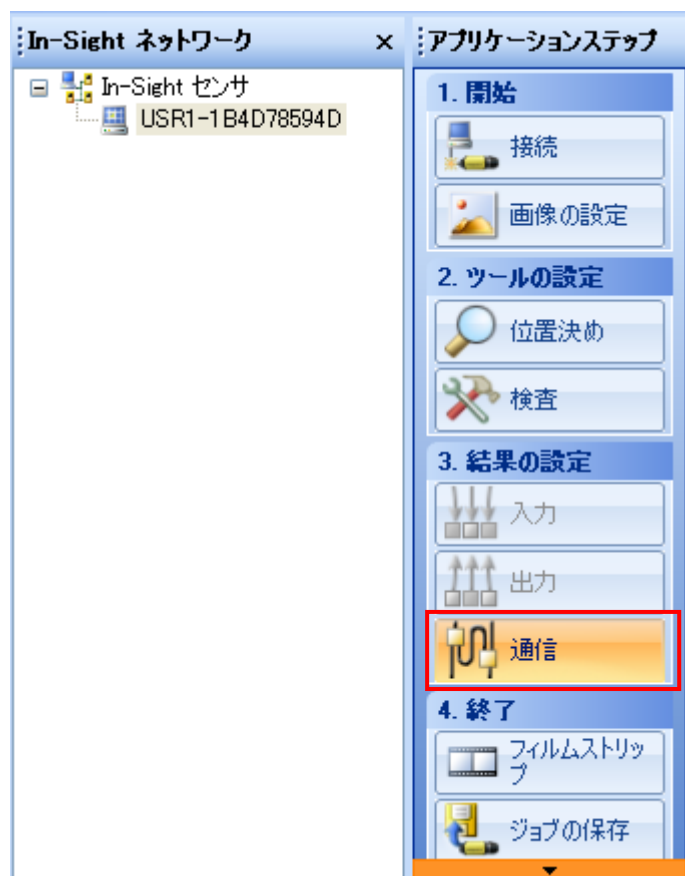 In-Sight ネットワーク
In-Sight センサ
USR1-1B4D78594D
アプリケーションステップ
1. 開始
接続
画像の設定
2. ツールの設定
位置決め
検査
3. 結果の設定
入力
出力
通信
4. 終了
フィルムストリッ
プ
ジョブの保存